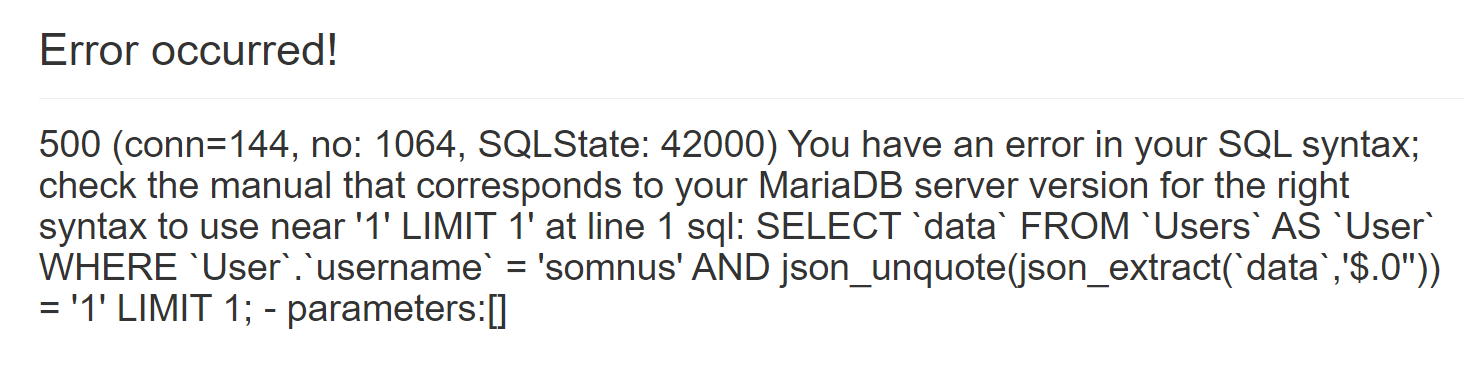 Error occurred!
500 (conn=144, no: 1064, SQLState: 42000) You have an error in your SQL syntax;
check the manual that corresponds to your MariaDB server version for the right
syntax to use near '1' LIMIT 1' at line 1 sql: SELECT `data` FROM `Users` AS `User`
WHERE `User`.`username` = 'somnus' AND json_unquote(json_extract(`data`,'$.0''))
= '1' LIMIT 1; - parameters:[]